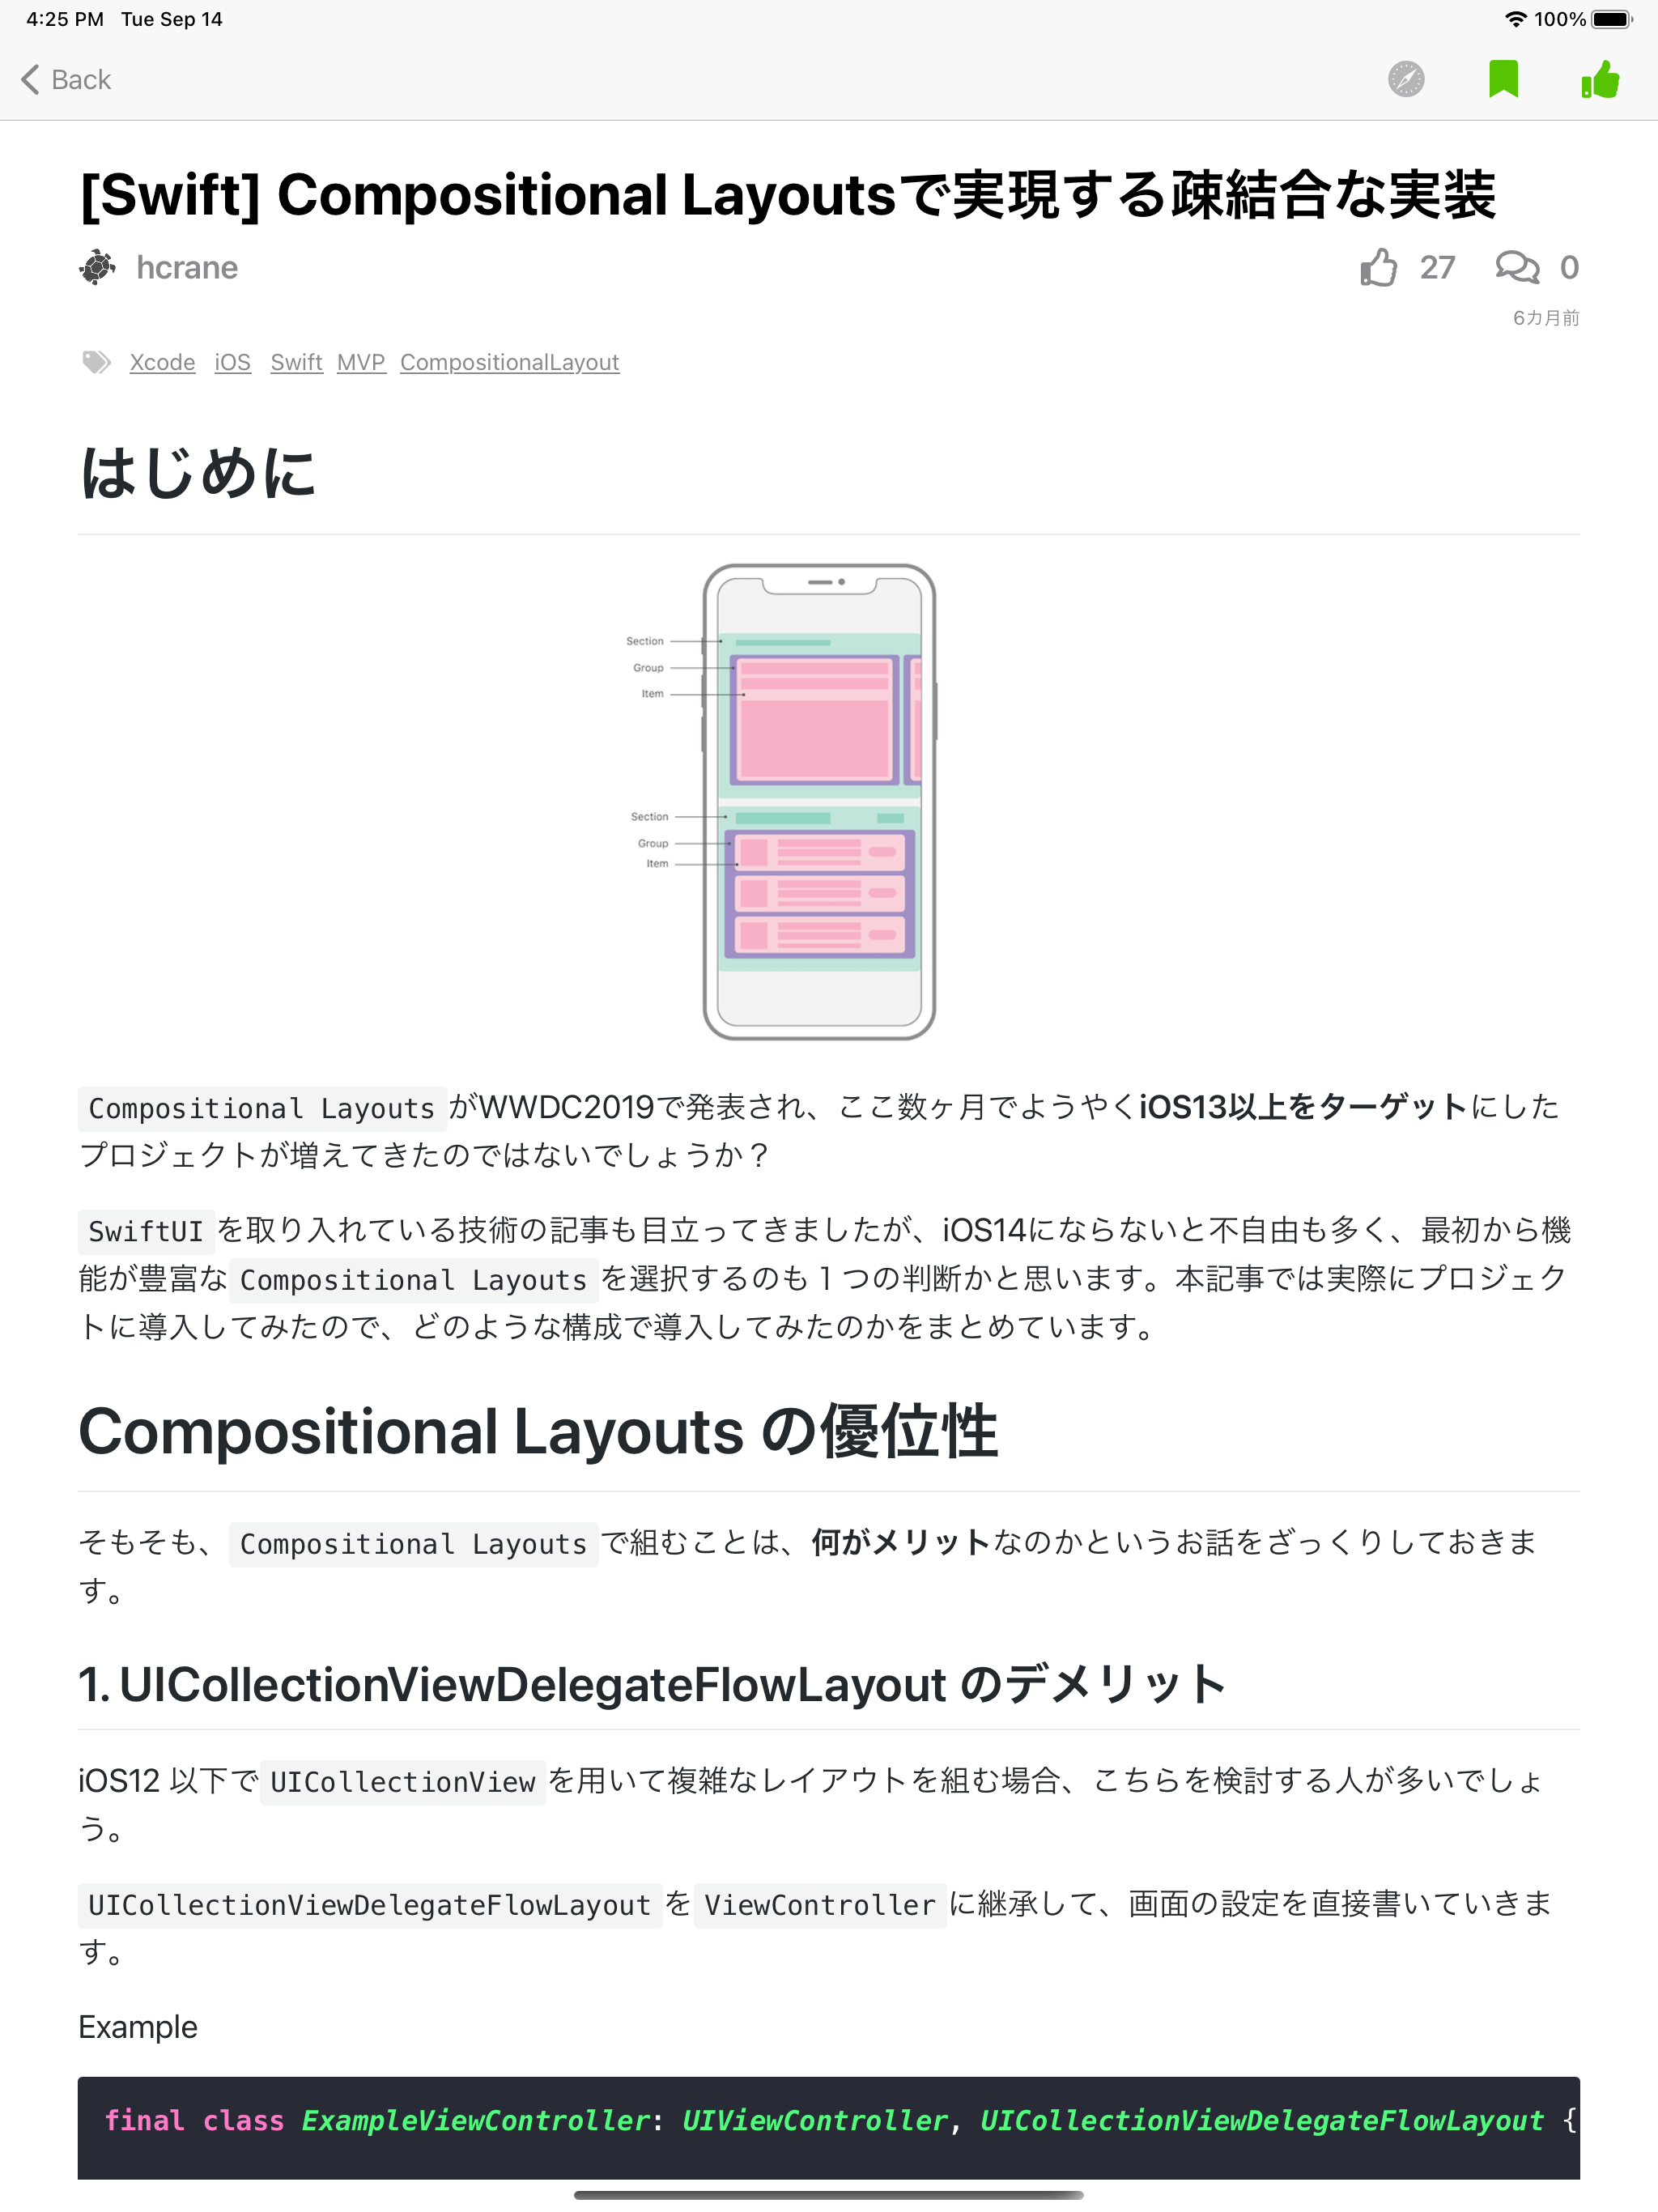 4:25 PM Tue Sep 14
100%
Back
[Swift] Compositional Layoutsで実現する疎結合な実装
hcrane
27
0
6カ月前
Xcode iOS Swift MVP CompositionalLayout
はじめに
Section
Group
Item
Section
Group
Item
Compositional Layouts がWWDC2019で発表され、ここ数ヶ月でようやくiOS13以上をターゲットにした
プロジェクトが増えてきたのではないでしょうか？
SwiftUI を取り入れている技術の記事も目立ってきましたが、iOS14にならないと不自由も多く、最初から機
能が豊富な Compositional Layouts を選択するのも１つの判断かと思います。本記事では実際にプロジェク
トに導入してみたので、どのような構成で導入してみたのかをまとめています。
Compositional Layouts の優位性
そもそも、 Compositional Layouts で組むことは、何がメリットなのかというお話をざっくりしておきま
す。
1. UICollectionViewDelegateFlowLayout のデメリット
iOS12 以下で UICollectionView を用いて複雑なレイアウトを組む場合、こちらを検討する人が多いでしょ
う。
UICollectionViewDelegateFlowLayout を ViewController に継承して、画面の設定を直接書いていきま
す。
Example
final class ExampleViewController: UIViewController, UICollectionViewDelegateFlowLayout {